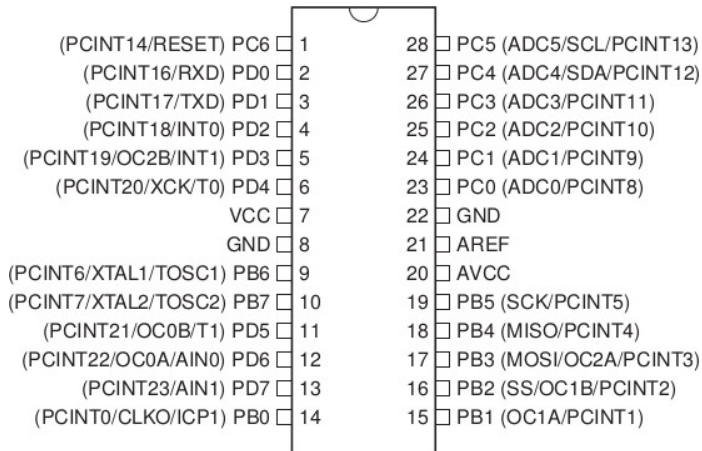 (PCINT14/RESET) PC6 1 28 PC5 (ADC5/SCL/PCINT13)
(PCINT16/RXD) PD0 2 27 PC4 (ADC4/SDA/PCINT12)
(PCINT17/TXD) PD1 3 26 PC3 (ADC3/PCINT11)
(PCINT18/INT0) PD2 4 25 PC2 (ADC2/PCINT10)
(PCINT19/OC2B/INT1) PD3 5 24 PC1 (ADC1/PCINT9)
(PCINT20/XCK/T0) PD4 6 23 PC0 (ADC0/PCINT8)
VCC 7 22 GND
GND 8 21 AREF
(PCINT6/XTAL1/TOSC1) PB6 9 20 AVCC
(PCINT7/XTAL2/TOSC2) PB7 10 19 PB5 (SCK/PCINT5)
(PCINT21/OC0B/T1) PD5 11 18 PB4 (MISO/PCINT4)
(PCINT22/OC0A/AIN0) PD6 12 17 PB3 (MOSI/OC2A/PCINT3)
(PCINT23/AIN1) PD7 13 16 PB2 (SS/OC1B/PCINT2)
(PCINT0/CLKO/ICP1) PB0 14 15 PB1 (OC1A/PCINT1)